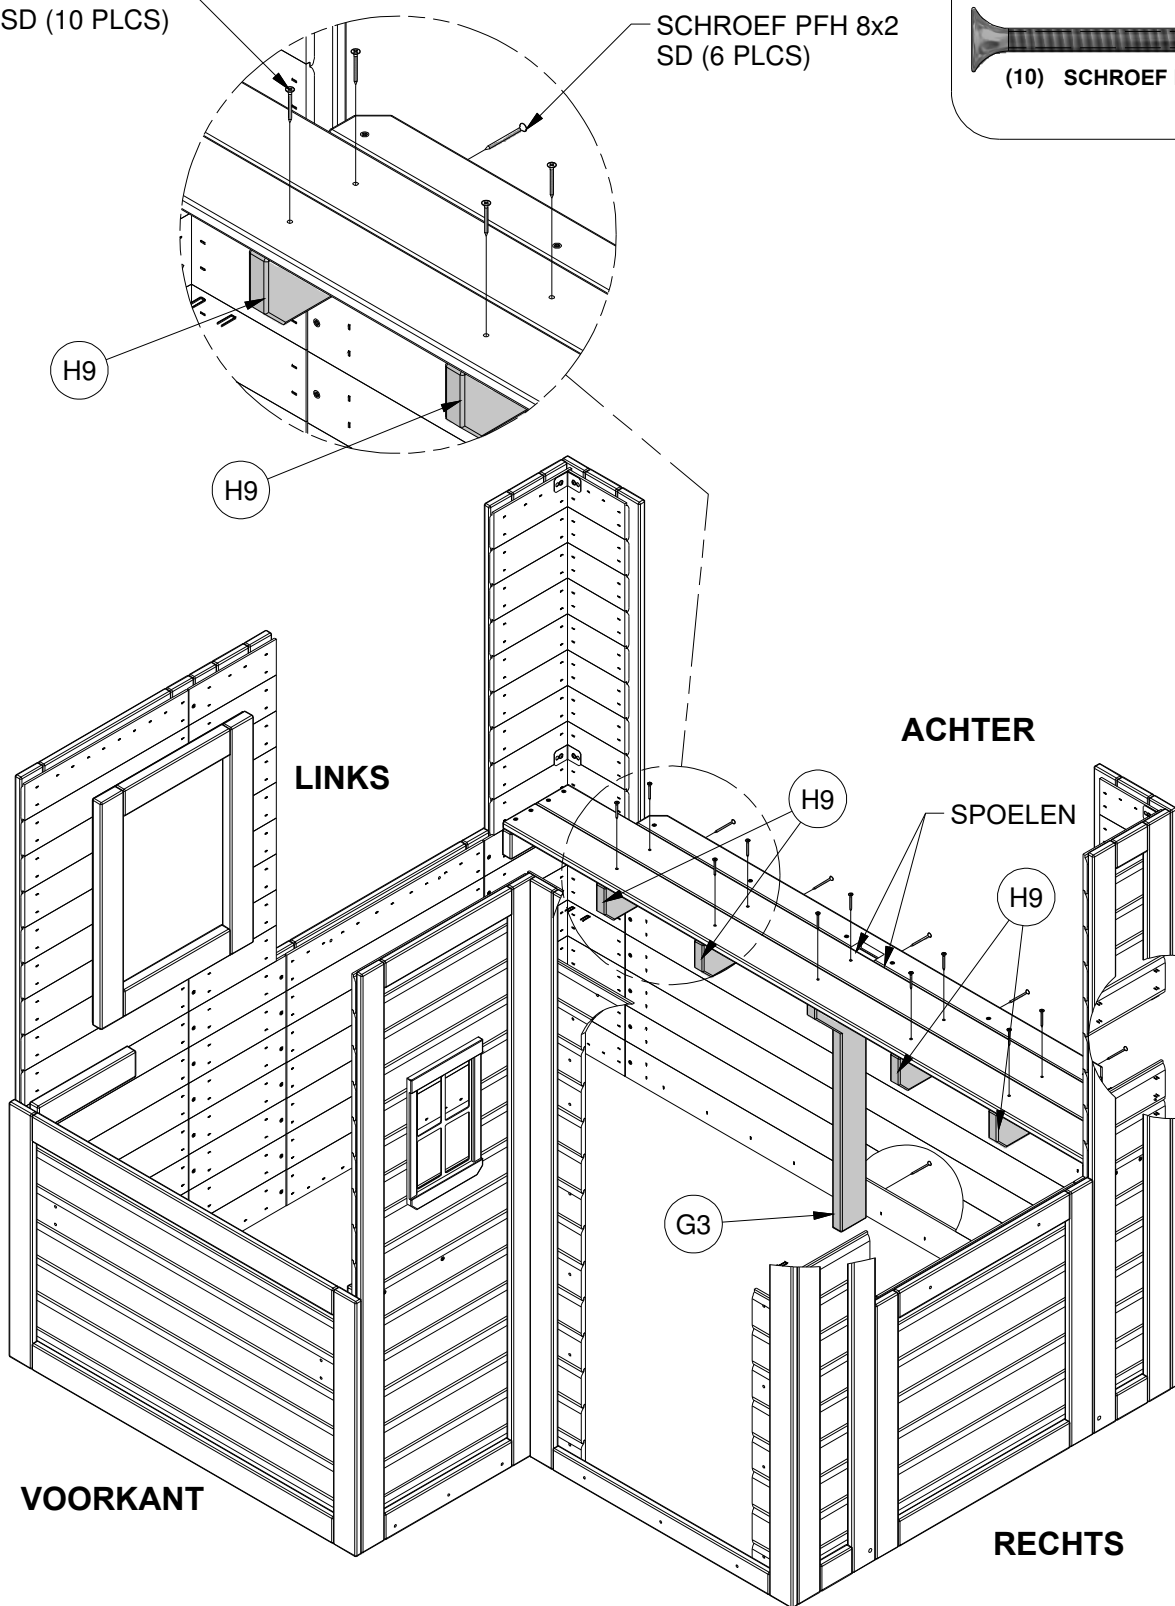 SD (10 PLCS)
SCHROEF PFH 8x2
SD (6 PLCS)
(10) SCHROEF
H9
H9
ACHTER
LINKS
H9
SPOELEN
H9
G3
VOORKANT
RECHTS